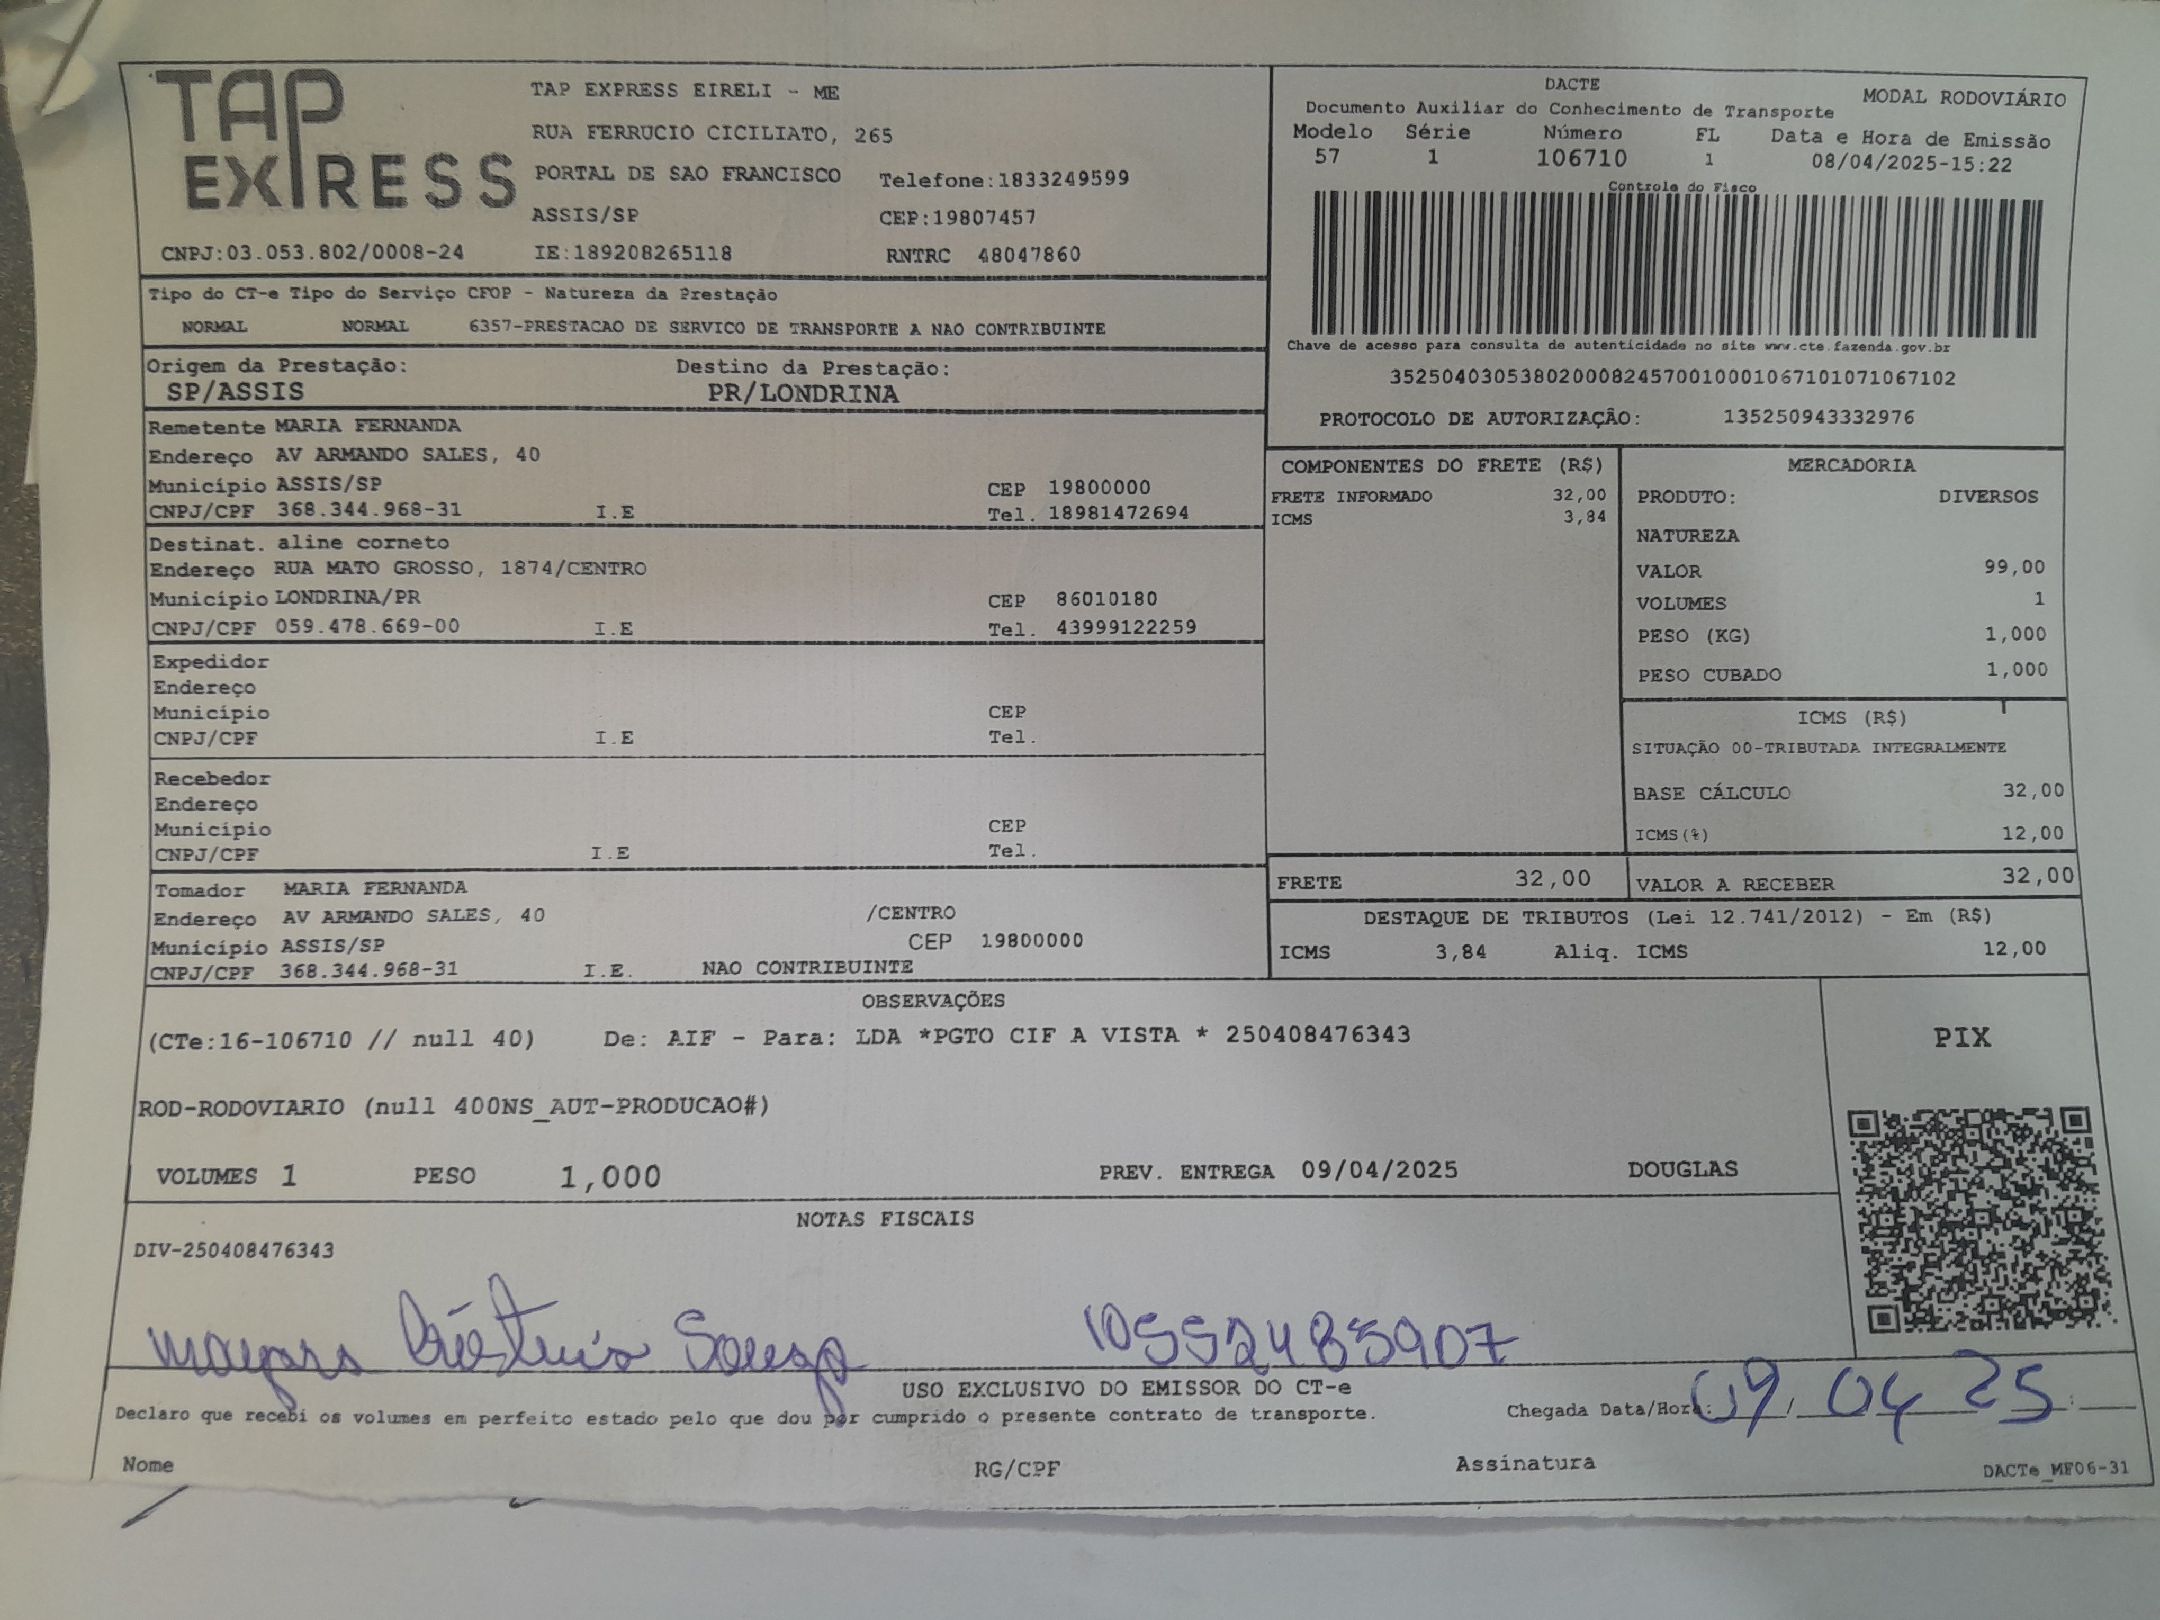 TAP
EXPRESS
TAP EXPRESS EIRELI - ME
RUA FERRUCIO CICILIATO, 265
PORTAL DE SAO FRANCISCO Telefone:1833249599
ASSIS/SP CEP:19807457
CNPJ:03.053.802/0008-24 IE:189208265118 RNTRC 48047860
DACTE
MODAL RODOVIÁRIO
Documento Auxiliar do Conhecimento de Transporte
Modelo Série Número FL Data e Hora de Emissão
57 1 106710 1 08/04/2025-15:22
Controle do Fisco
Chave de acesso para consulta de autenticidade no site www.cte.fazenda.gov.br
35250403053802000824570010001067101071067102
PROTOCOLO DE AUTORIZAÇÃO: 135250943332976
Tipo do CT-e Tipo do Serviço CFOP - Natureza da Prestação
NORMAL NORMAL 6357-PRESTACAO DE SERVICO DE TRANSPORTE A NAO CONTRIBUINTE
Origem da Prestação: Destino da Prestação:
SP/ASSIS PR/LONDRINA
Remetente MARIA FERNANDA
Endereço AV ARMANDO SALES, 40
Município ASSIS/SP CEP 19800000
CNPJ/CPF 368.344.968-31 I.E Tel. 18981472694
Destinat. aline corneto
Endereço RUA MATO GROSSO, 1874/CENTRO
Município LONDRINA/PR CEP 86010180
CNPJ/CPF 059.478.669-00 I.E Tel. 43999122259
Expedidor
Endereço
Município CEP
CNPJ/CPF I.E Tel.
Recebedor
Endereço
Município CEP
CNPJ/CPF I.E Tel.
Tomador MARIA FERNANDA
Endereço AV ARMANDO SALES, 40 /CENTRO
Município ASSIS/SP CEP 19800000
CNPJ/CPF 368.344.968-31 I.E. NAO CONTRIBUINTE
COMPONENTES DO FRETE (R$)
FRETE INFORMADO 32,00
ICMS 3,84
MERCADORIA
PRODUTO: DIVERSOS
NATUREZA
VALOR 99,00
VOLUMES 1
PESO (KG) 1,000
PESO CUBADO 1,000
ICMS (R$)
SITUAÇÃO 00-TRIBUTADA INTEGRALMENTE
BASE CÁLCULO 32,00
ICMS(%) 12,00
FRETE 32,00 VALOR A RECEBER 32,00
DESTAQUE DE TRIBUTOS (Lei 12.741/2012) - Em (R$)
ICMS 3,84 Aliq. ICMS 12,00
OBSERVAÇÕES
(CTe:16-106710 // null 40) De: AIF - Para: LDA *PGTO CIF A VISTA * 250408476343
ROD-RODOVIARIO (null 400NS_AUT-PRODUCAO#)
VOLUMES 1 PESO 1,000 PREV. ENTREGA 09/04/2025 DOUGLAS
PIX
NOTAS FISCAIS
DIV-250408476343
Souza 10552485907
USO EXCLUSIVO DO EMISSOR DO CT-e
Declaro que recebi os volumes em perfeito estado pelo que dou por cumprido o presente contrato de transporte. Chegada Data/Hora: 09/04 25
Nome RG/CPF Assinatura DACTe_MF06-31